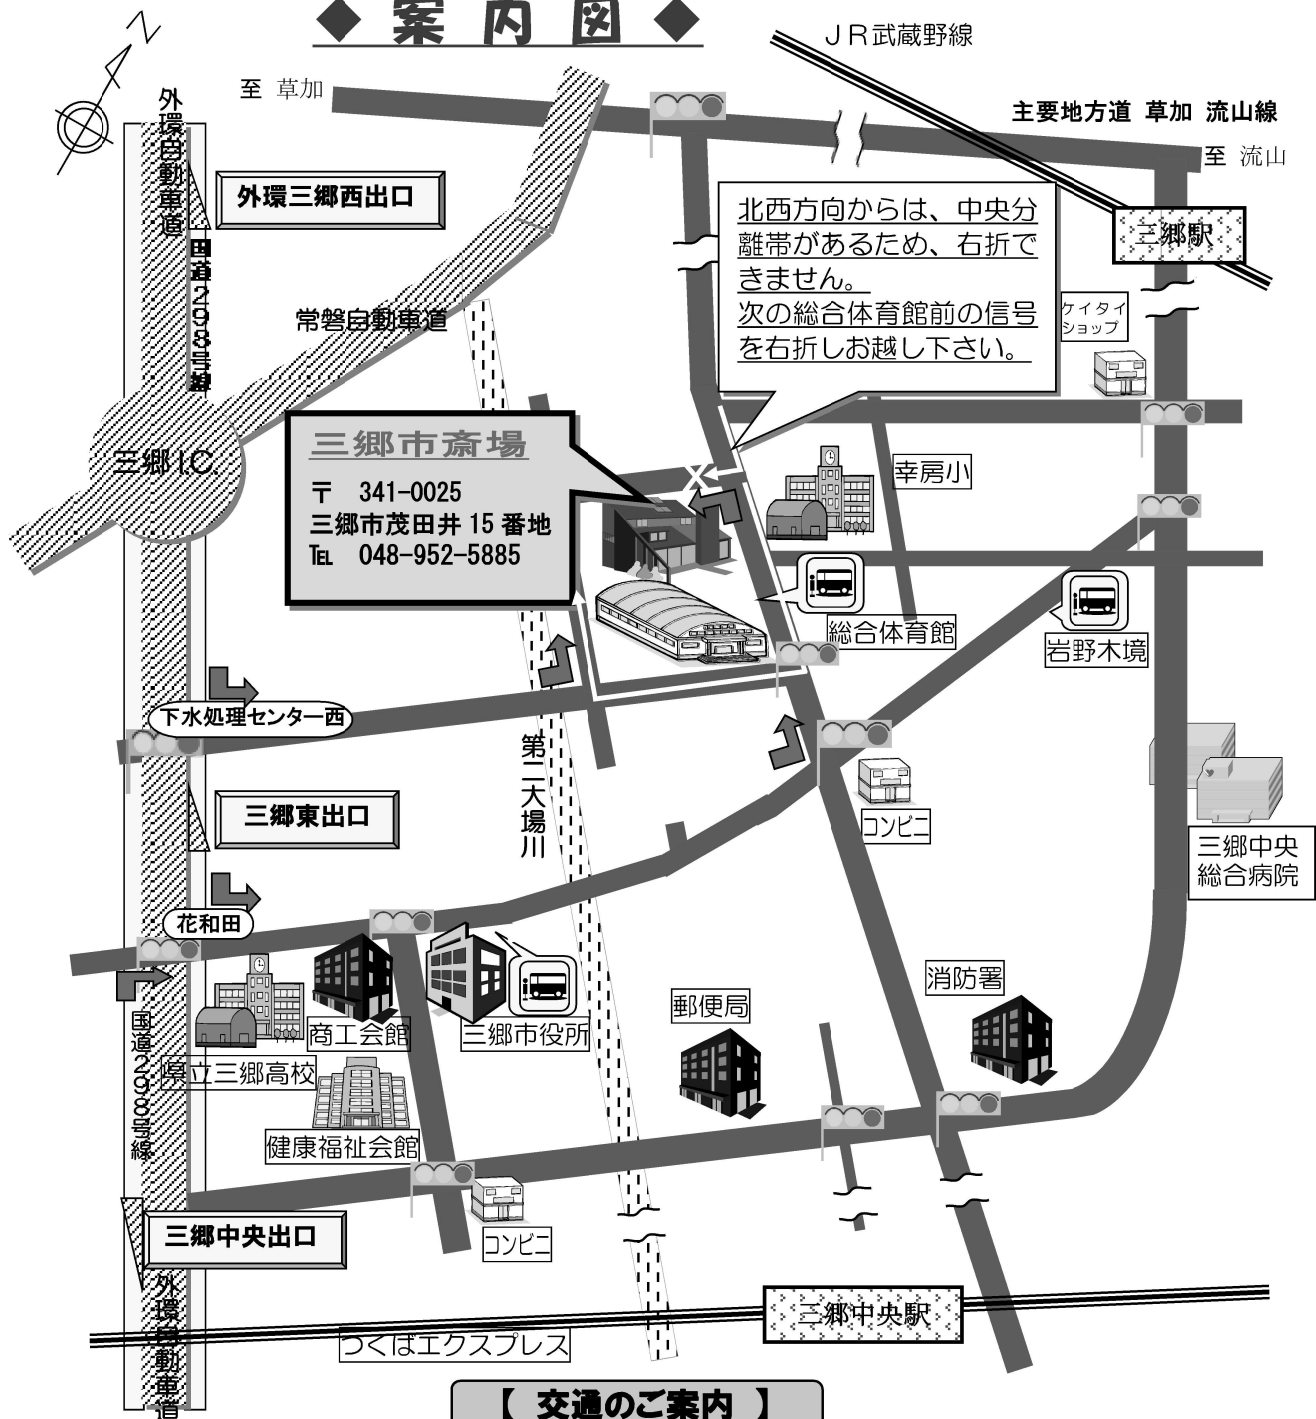 ◆ 案 内 図 ◆
N
JR武蔵野線
至 草加
主要地方道 草加 流山線
至 流山
外環自動車道
外環三郷西出口
国道298号線
北西方向からは、中央分
離帯があるため、右折で
きません。
次の総合体育館前の信号
を右折しお越し下さい。
三郷駅
ケイタイ
ショップ
常磐自動車道
三郷I.C.
三郷市斎場
〒 341-0025
三郷市茂田井 15 番地
℡ 048-952-5885
幸房小
総合体育館
岩野木境
下水処理センター西
第二大場川
三郷東出口
コンビニ
三郷中央
総合病院
花和田
消防署
郵便局
商工会館
三郷市役所
国道298号線
県立三郷高校
健康福祉会館
三郷中央出口
コンビニ
外環自動車道
三郷中央駅
つくばエクスプレス
【 交通のご案内 】